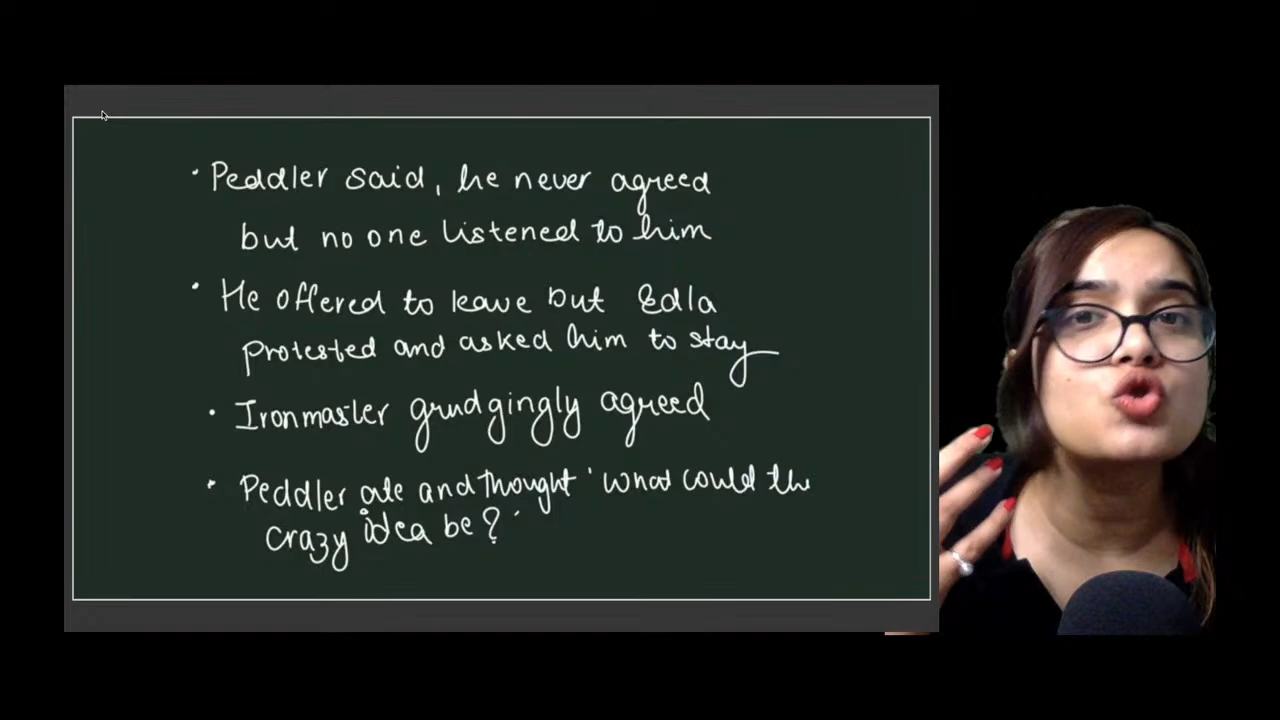 • Peddler said, he never agreed
but no one listened to him
• He offered to leave but Edla
protested and asked him to stay
• Ironmaster grudgingly agreed
• Peddler ate and thought 'what could the
crazy idea be?'